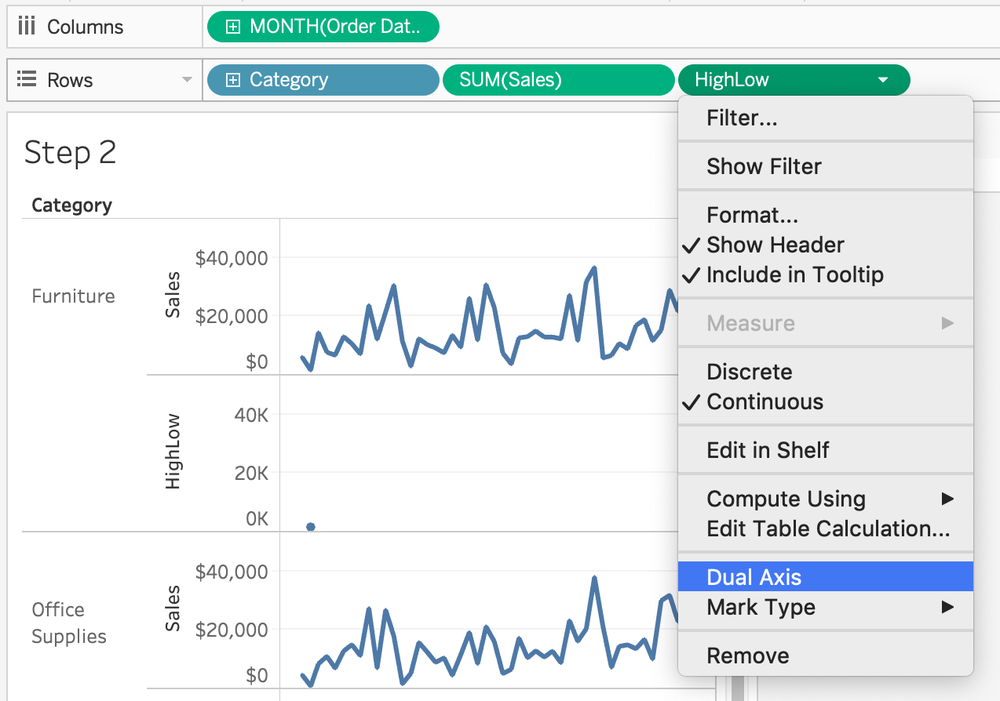 Columns
MONTH(Order Dat..
Rows
Category
SUM(Sales)
HighLow
Step 2
Category
Furniture
Sales
$40,000
$20,000
$0
HighLow
40K
20K
0K
Office
Supplies
Sales
$40,000
$20,000
$0
Filter...
Show Filter
Format...
Show Header
Include in Tooltip
Measure
Discrete
Continuous
Edit in Shelf
Compute Using
Edit Table Calculation...
Dual Axis
Mark Type
Remove